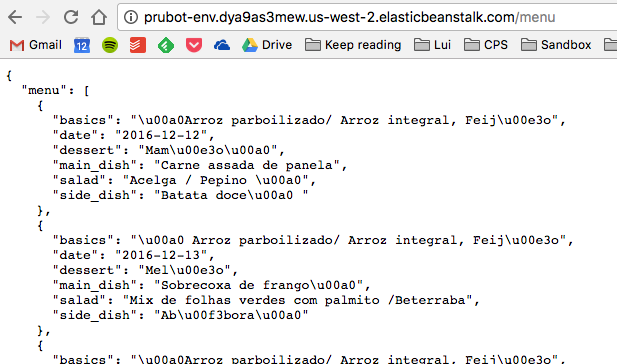 prubot-env.dya9as3mew.us-west-2.elasticbeanstalk.com/menu
Gmail 12 Drive Keep reading Lui CPS Sandbox
{
"menu": [
{
"basics": "\u00a0Arroz parboilizado/ Arroz integral, Feij\u00e3o",
"date": "2016-12-12",
"dessert": "Mam\u00e3o\u00a0",
"main_dish": "Carne assada de panela",
"salad": "Acelga / Pepino \u00a0",
"side_dish": "Batata doce\u00a0 "
},
{
"basics": "\u00a0 Arroz parboilizado/ Arroz integral, Feij\u00e3o",
"date": "2016-12-13",
"dessert": "Mel\u00e3o",
"main_dish": "Sobrecoxa de frango\u00a0",
"salad": "Mix de folhas verdes com palmito /Beterraba",
"side_dish": "Ab\u00f3bora\u00a0"
},
{
"basics": "\u00a0Arroz parboilizado/ Arroz integral, Feij\u00e3o",